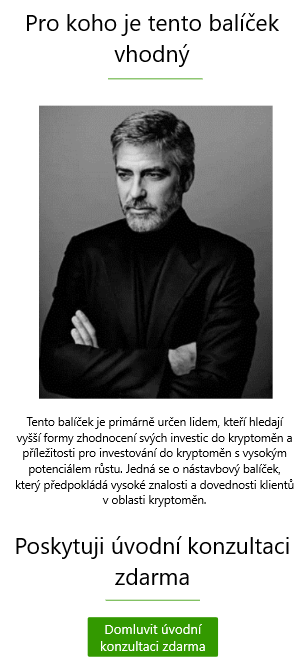 Pro koho je tento balíček
vhodný
Tento balíček je primárně určen lidem, kteří hledají
vyšší formy zhodnocení svých investic do kryptoměn a
příležitosti pro investování do kryptoměn s vysokým
potenciálem růstu. Jedná se o nástavbový balíček,
který předpokládá vysoké znalosti a dovednosti klientů
v oblasti kryptoměn.
Poskytuji úvodní konzultaci
zdarma
Domluvit úvodní
konzultaci zdarma